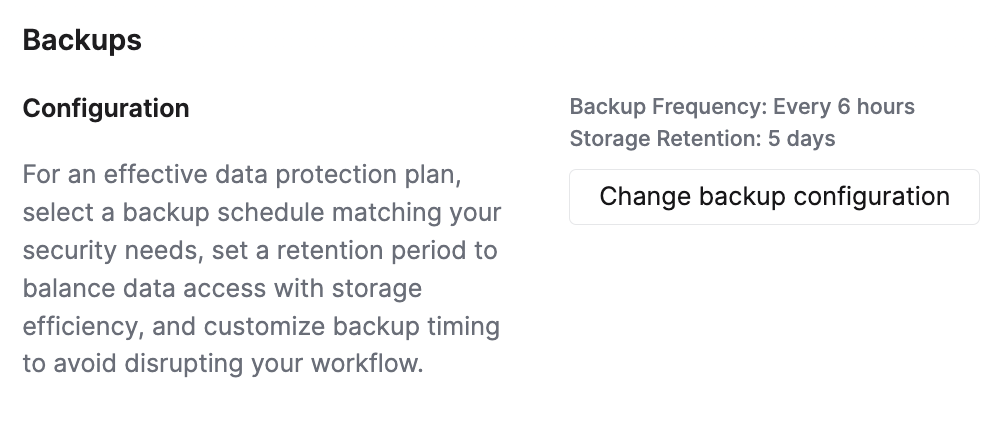 Backups
Configuration
For an effective data protection plan,
select a backup schedule matching your
security needs, set a retention period to
balance data access with storage
efficiency, and customize backup timing
to avoid disrupting your workflow.
Backup Frequency: Every 6 hours
Storage Retention: 5 days
Change backup configuration